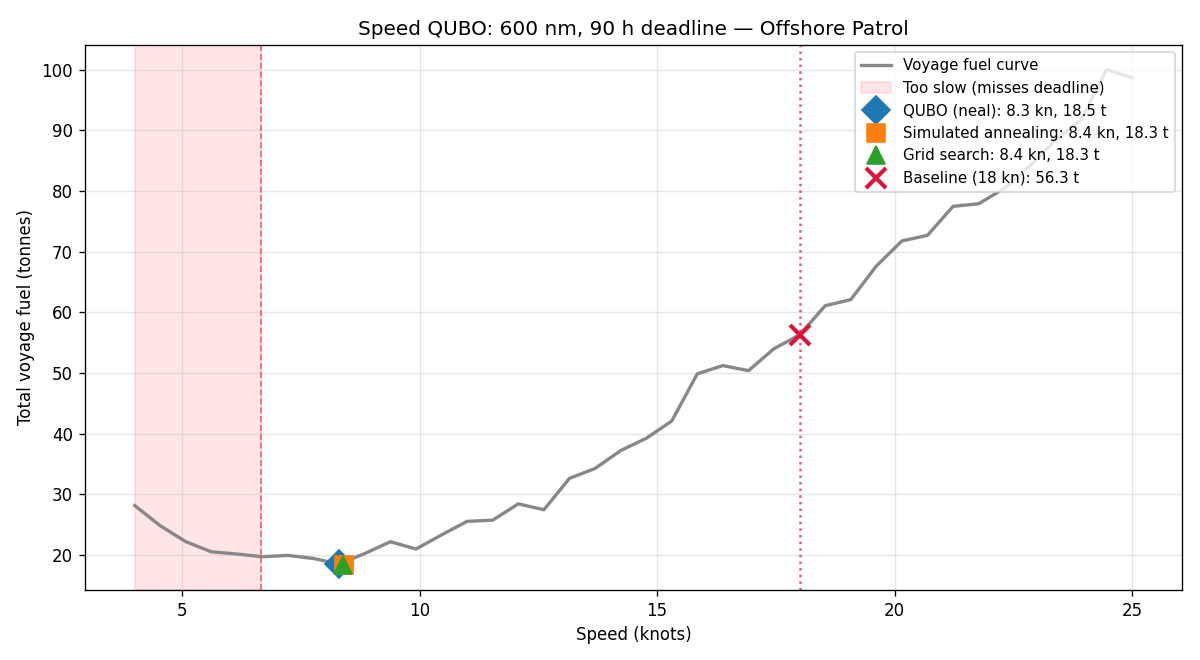 Speed QUBO: 600 nm, 90 h deadline — Offshore Patrol
Voyage fuel curve
Too slow (misses deadline)
QUBO (neal): 8.3 kn, 18.5 t
Simulated annealing: 8.4 kn, 18.3 t
Grid search: 8.4 kn, 18.3 t
Baseline (18 kn): 56.3 t
Total voyage fuel (tonnes)
100
90
80
70
60
50
40
30
20
5
10
15
20
25
Speed (knots)